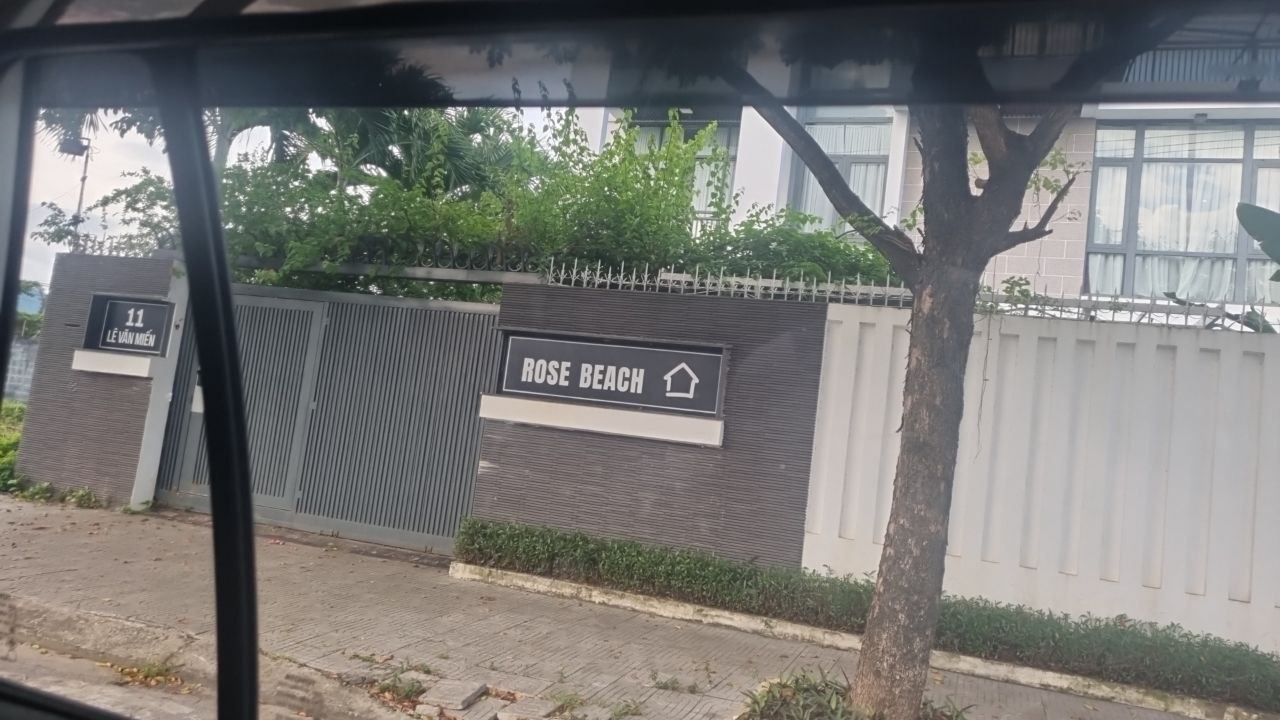 11
LÊ VĂN MIẾN
ROSE BEACH